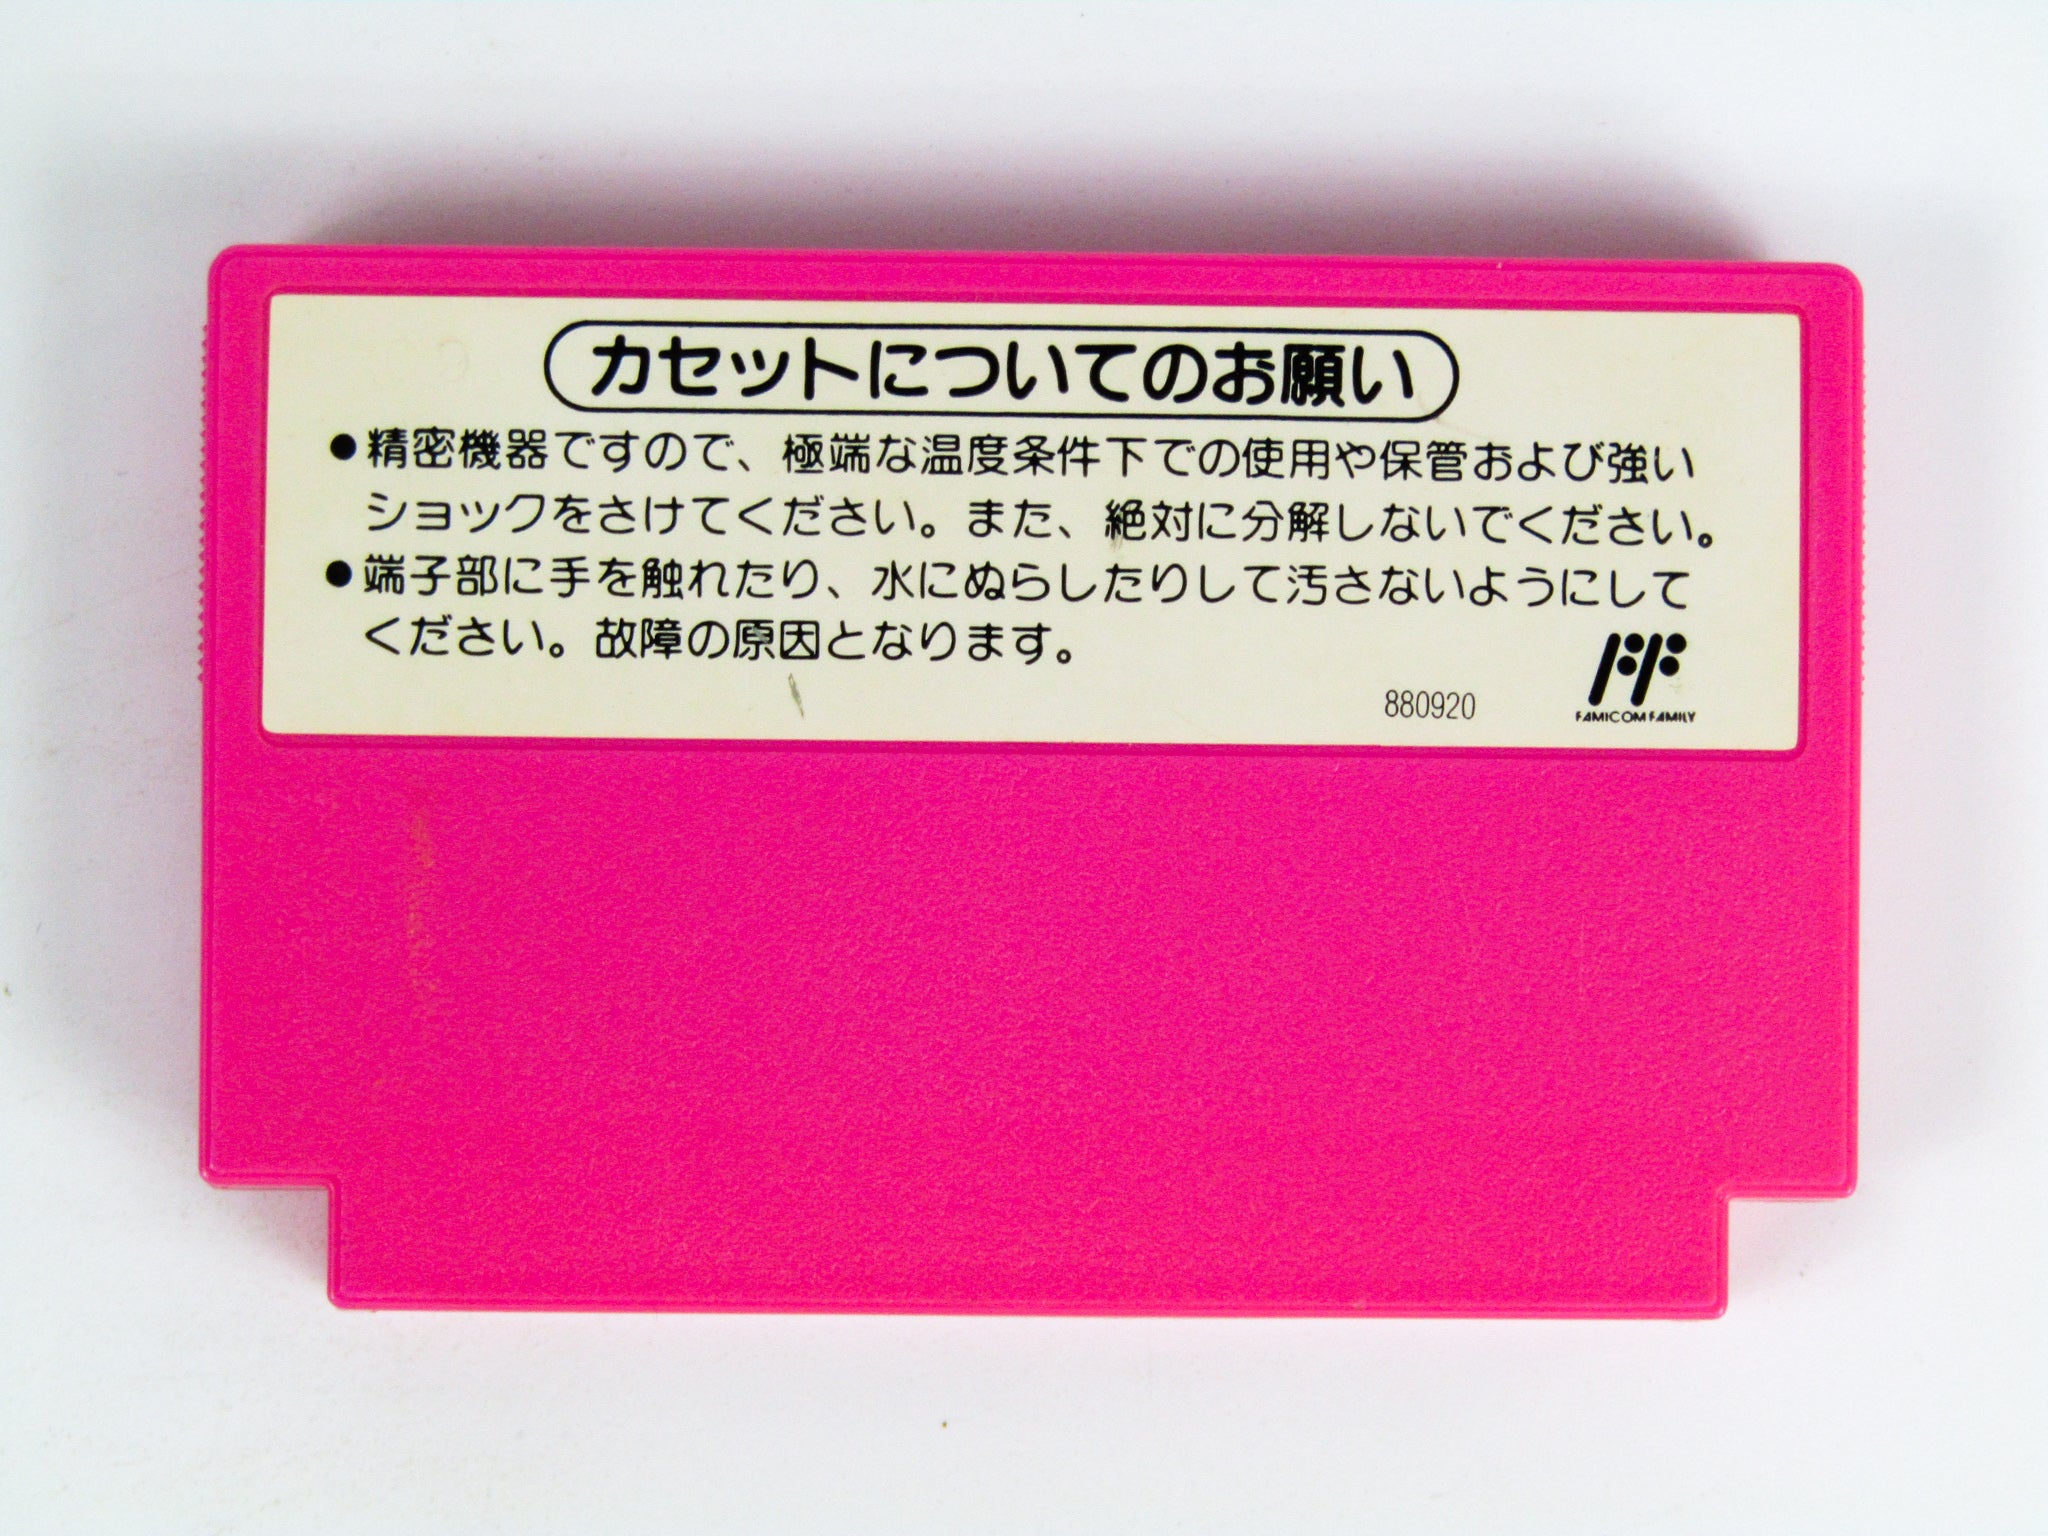 カセットについてのお願い
●精密機器ですので、極端な温度条件下での使用や保管および強い
ショックをさけてください。また、絶対に分解しないでください。
●端子部に手を触れたり、水にぬらしたりして汚さないようにして
ください。故障の原因となります。
880920
FAMICOM FAMILY